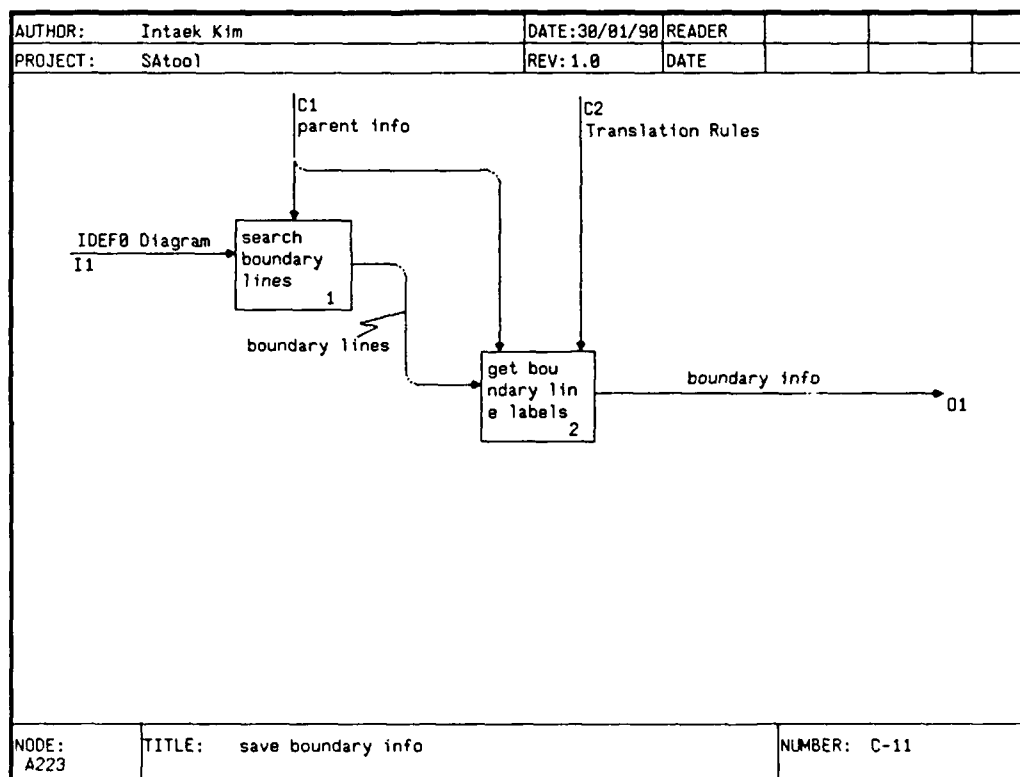 AUTHOR: Intaek Kim DATE:30/01/90 READER
PROJECT: SAtool REV:1.0 DATE
C1
parent info
C2
Translation Rules
IDEF0 Diagram
I1
search
boundary
lines
1
boundary lines
get bou
ndary lin
e labels
2
boundary info
O1
NODE: TITLE: save boundary info NUMBER: C-11
A223